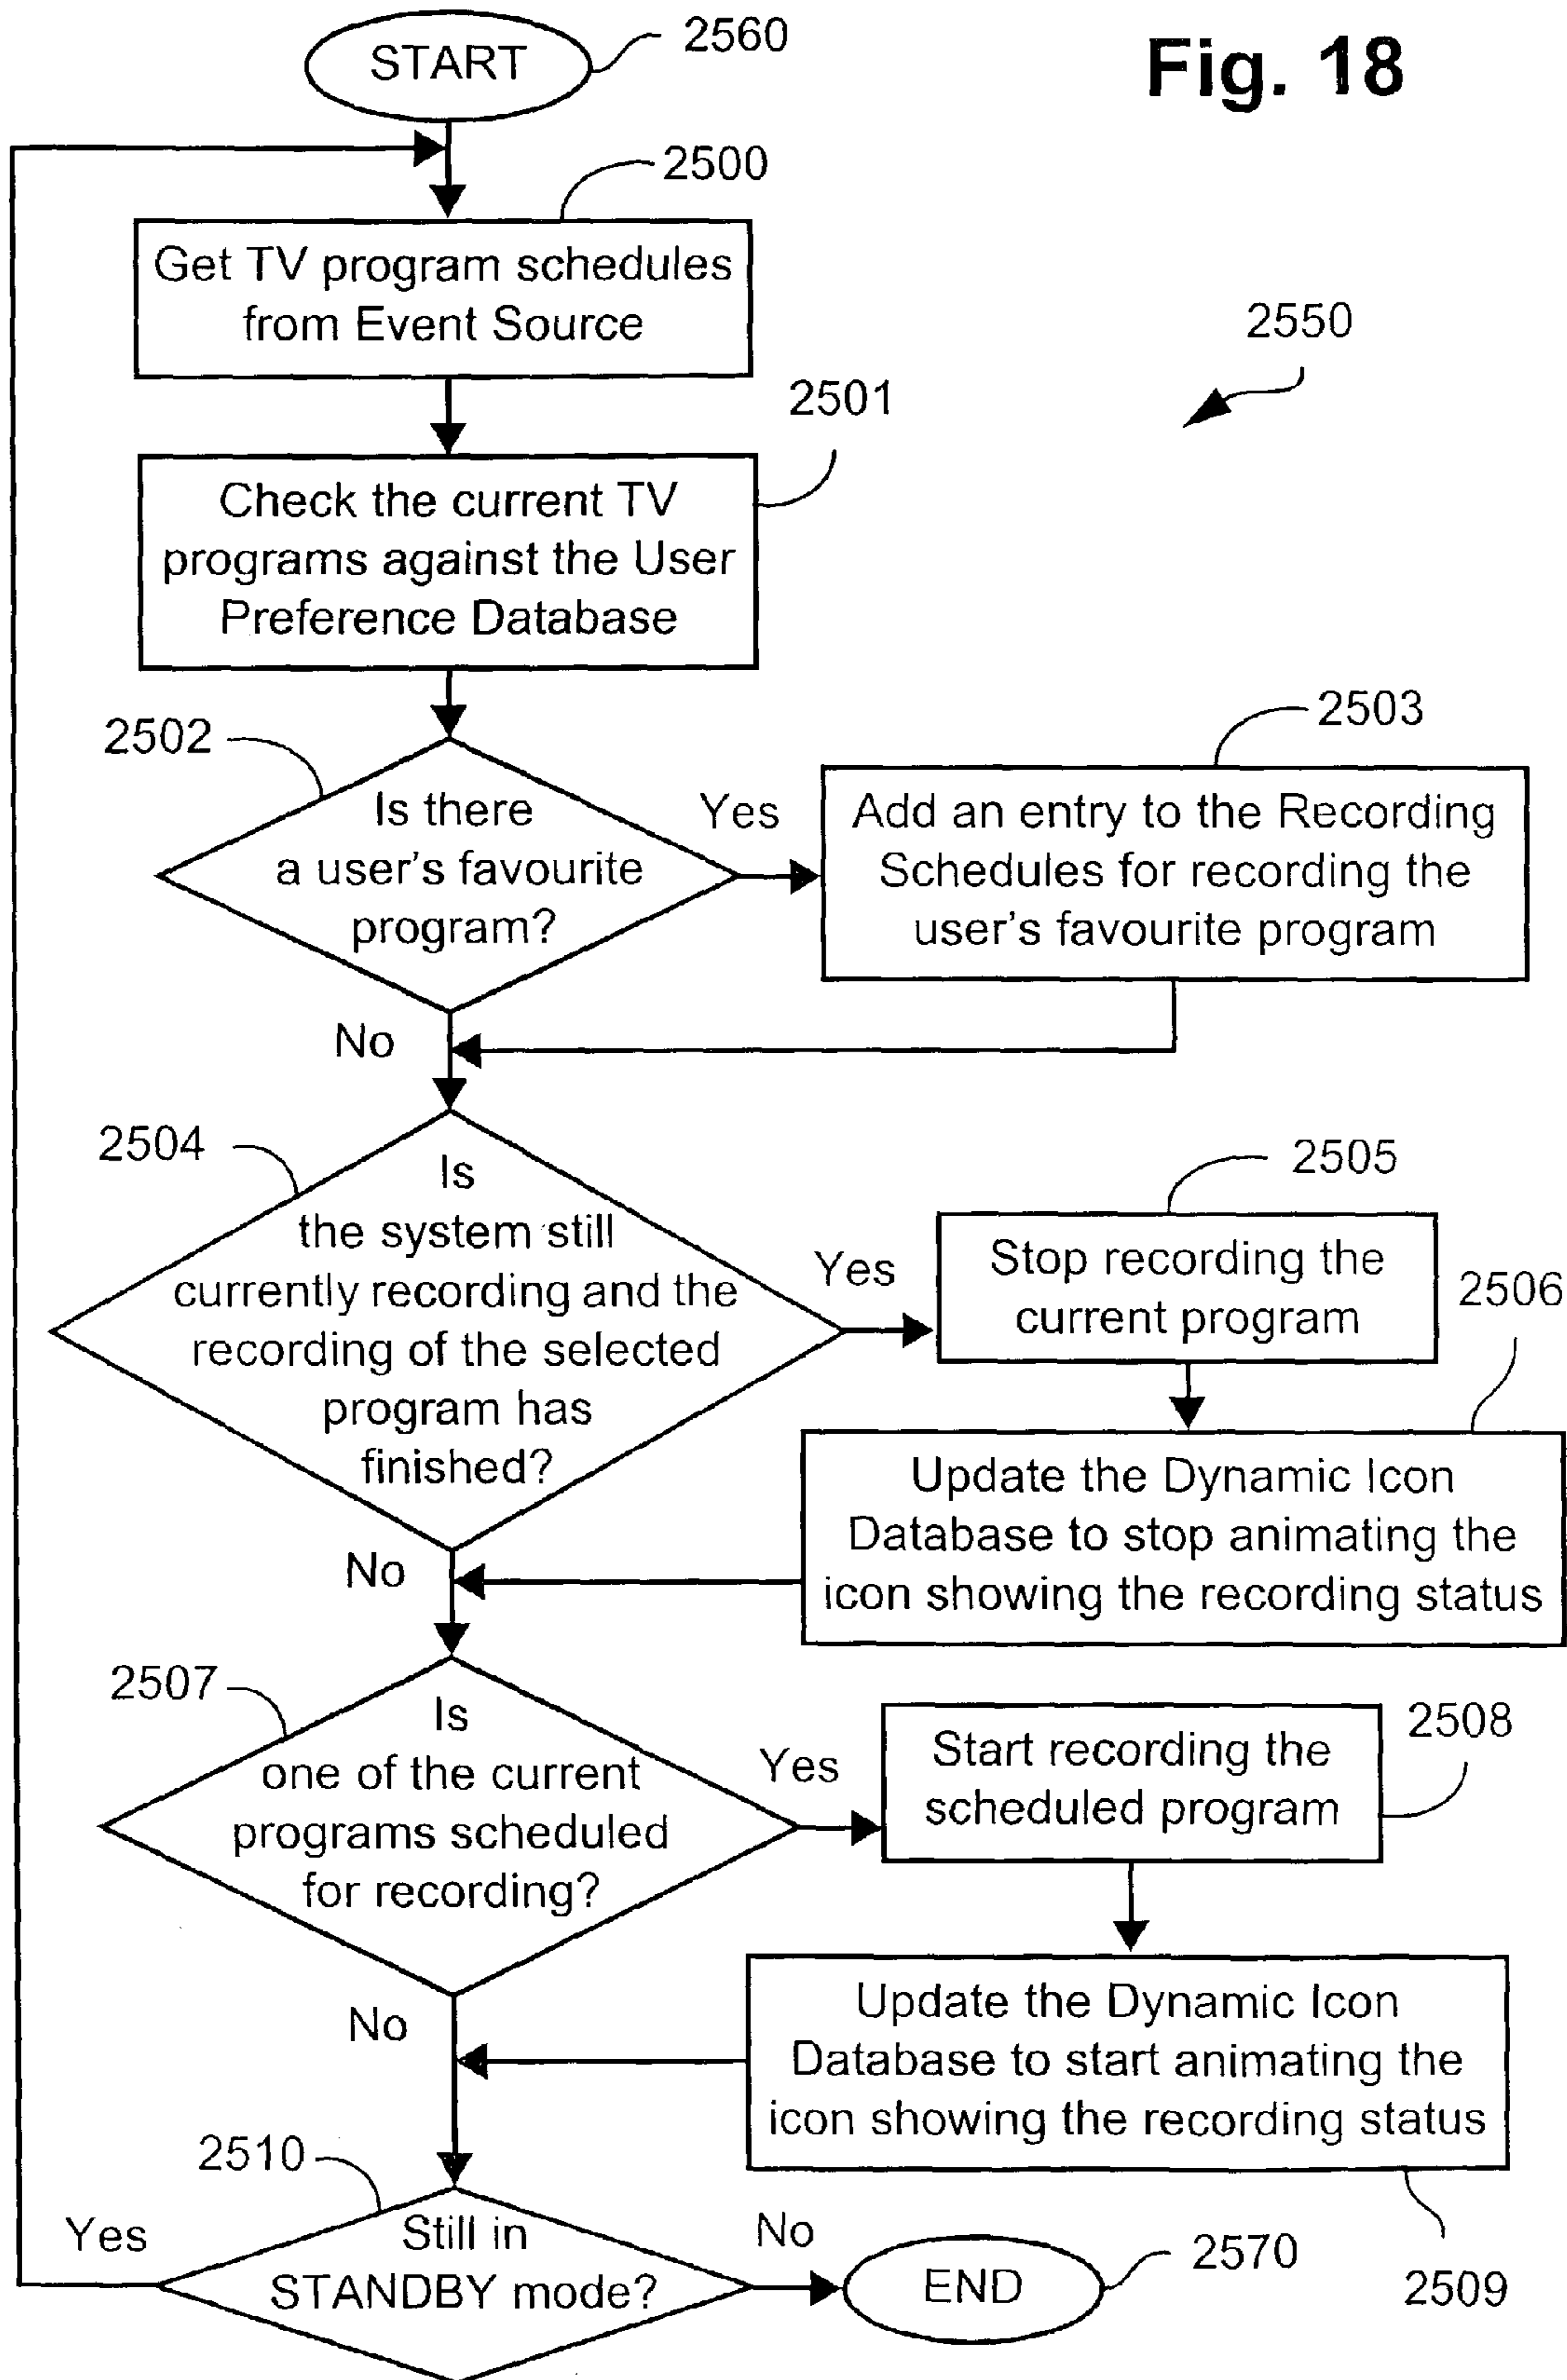 Fig. 18
START
2560
2500
Get TV program schedules
from Event Source
2550
2501
Check the current TV
programs against the User
Preference Database
2502
Is there
a user's favourite
program?
Yes
2503
Add an entry to the Recording
Schedules for recording the
user's favourite program
No
2504
Is
the system still
currently recording and the
recording of the selected
program has
finished?
Yes
2505
Stop recording the
current program
2506
Update the Dynamic Icon
Database to stop animating the
icon showing the recording status
No
2507
Is
one of the current
programs scheduled
for recording?
Yes
2508
Start recording the
scheduled program
No
Update the Dynamic Icon
Database to start animating the
icon showing the recording status
2509
2510
Still in
STANDBY mode?
Yes
No
END
2570